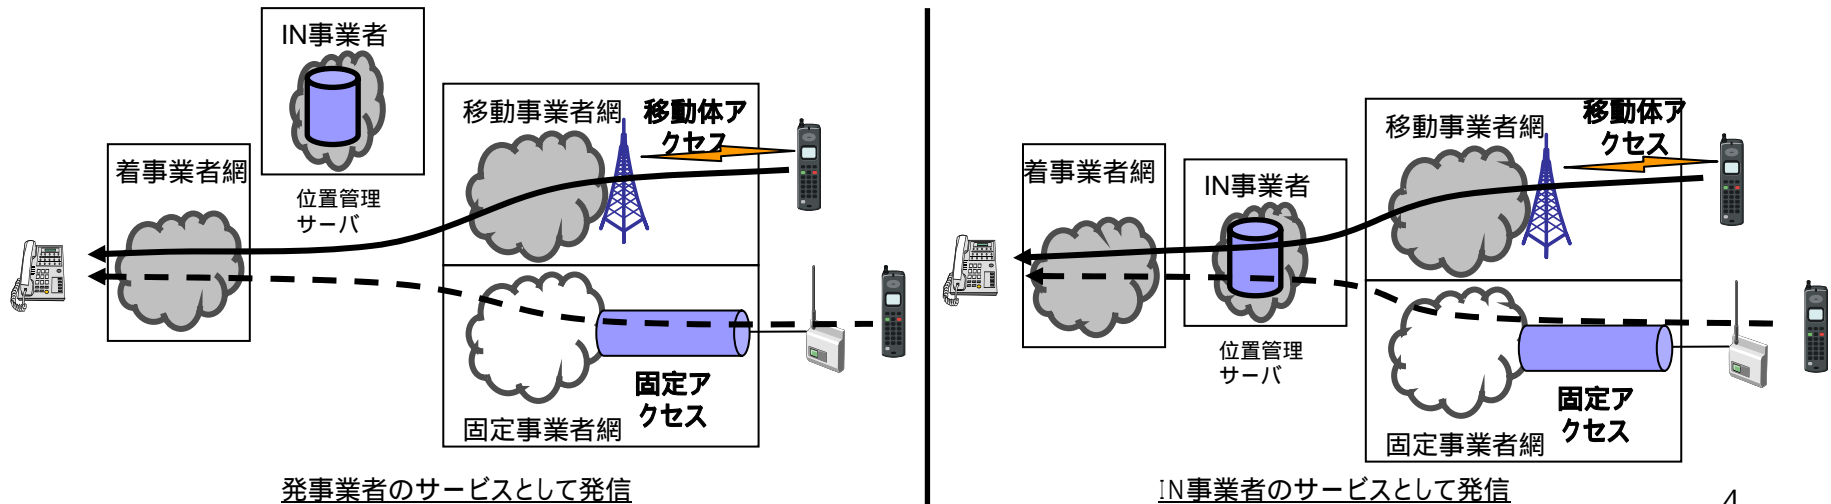 IN事業者
移動事業者網
移動体ア
クセス
着事業者網
位置管理
サーバ
固定ア
クセス
固定事業者網
発事業者のサービスとして発信
移動体ア
クセス
移動事業者網
着事業者網
IN事業者
位置管理
サーバ
固定ア
クセス
固定事業者網
IN事業者のサービスとして発信
4